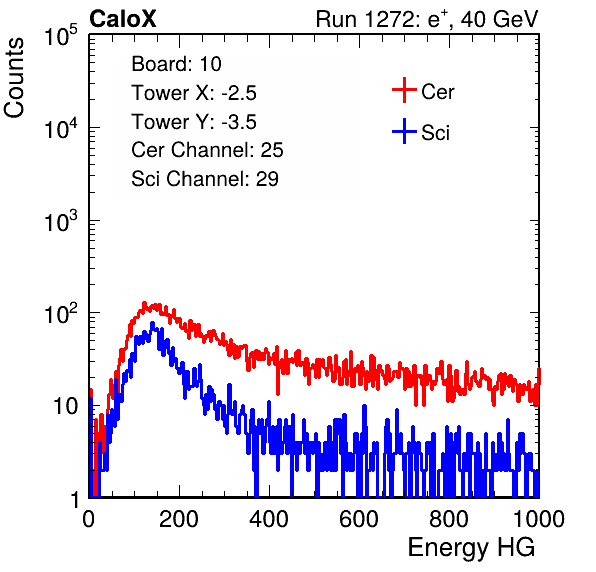 CaloX Run 1272: e⁺, 40 GeV
Counts
10⁵
10⁴
10³
10²
10
1
Board: 10
Tower X: -2.5
Tower Y: -3.5
Cer Channel: 25
Sci Channel: 29
Cer
Sci
0 200 400 600 800 1000
Energy HG